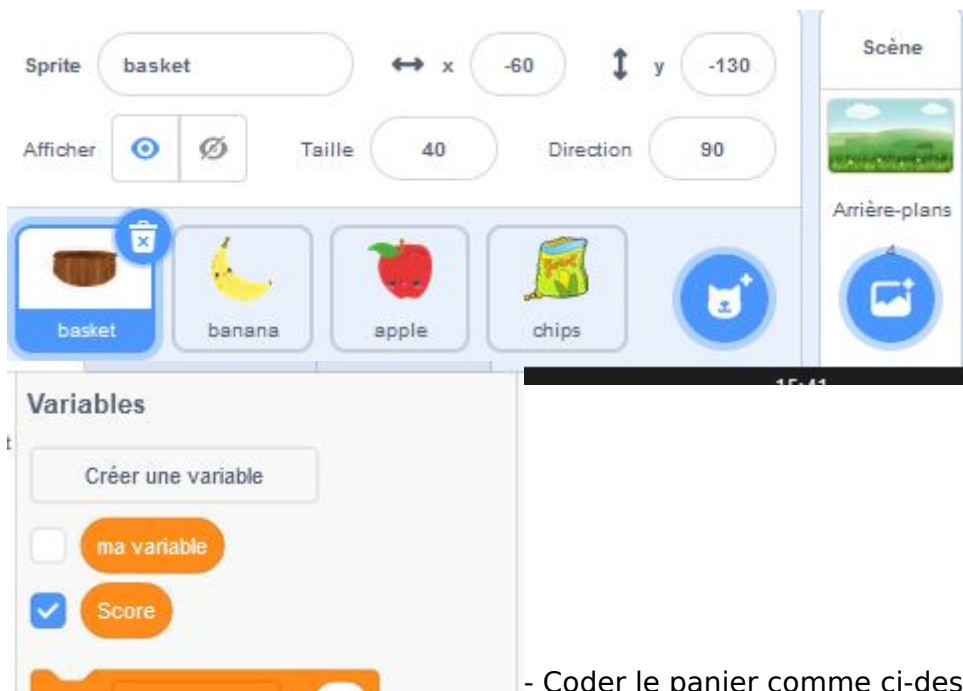 Sprite basket x -60 y -130
Scène
Afficher Taille 40 Direction 90
Arrière-plans
basket banana apple chips
Variables
Créer une variable
ma variable
Score
- Coder le panier comme ci-des